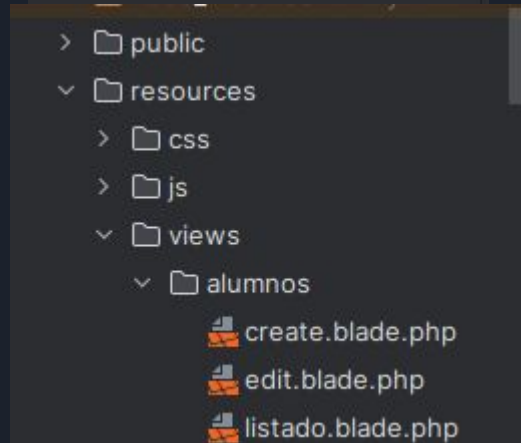 public
resources
css
js
views
alumnos
create.blade.php
edit.blade.php
listado.blade.php